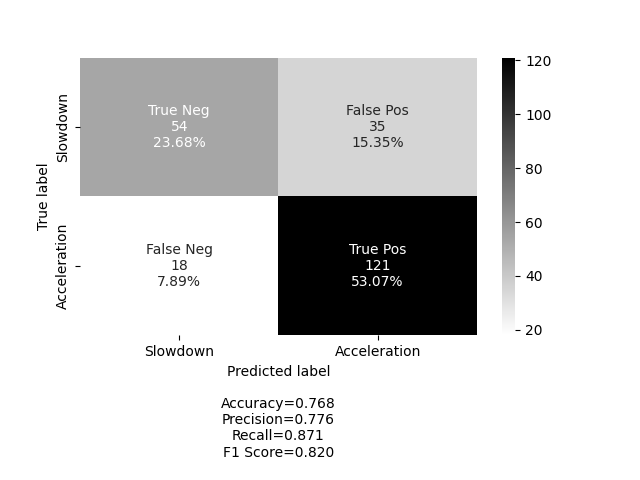 True Neg
54
23.68%
False Pos
35
15.35%
False Neg
18
7.89%
True Pos
121
53.07%
Slowdown
Acceleration
True label
Slowdown
Acceleration
Predicted label
Accuracy=0.768
Precision=0.776
Recall=0.871
F1 Score=0.820
120
100
80
60
40
20